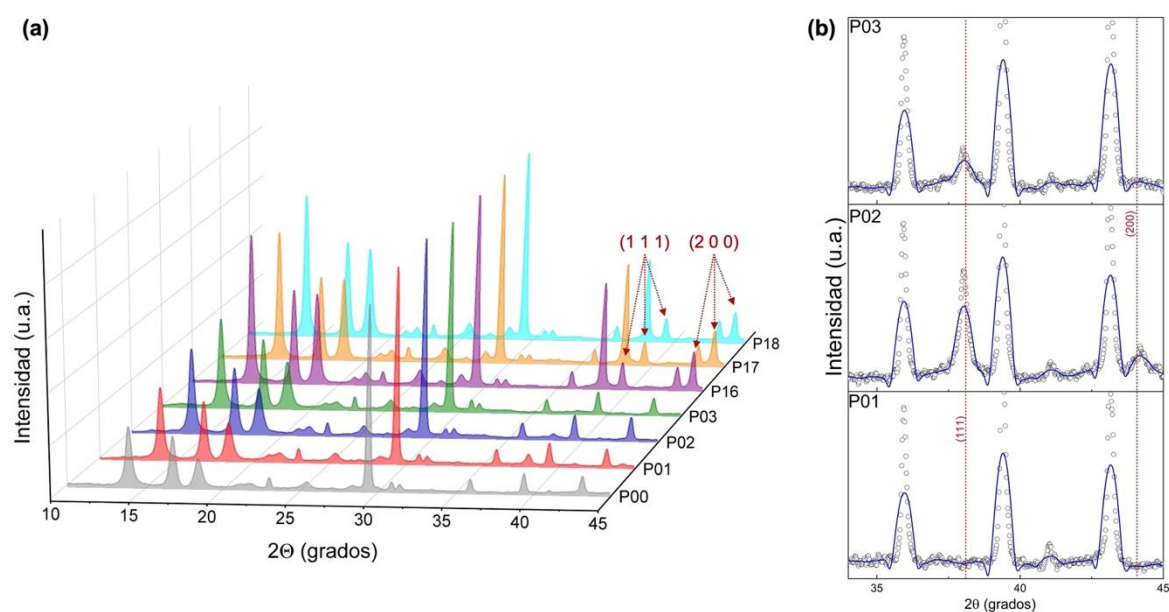 (a)
Intensidad (u.a.)
(1 1 1)
(2 0 0)
P18
P17
P16
P03
P02
P01
P00
10
15
20
25
30
35
40
45
2Θ (grados)
(b)
P03
P02
(200)
Intensidad (u.a.)
P01
(111)
35
40
45
2θ (grados)